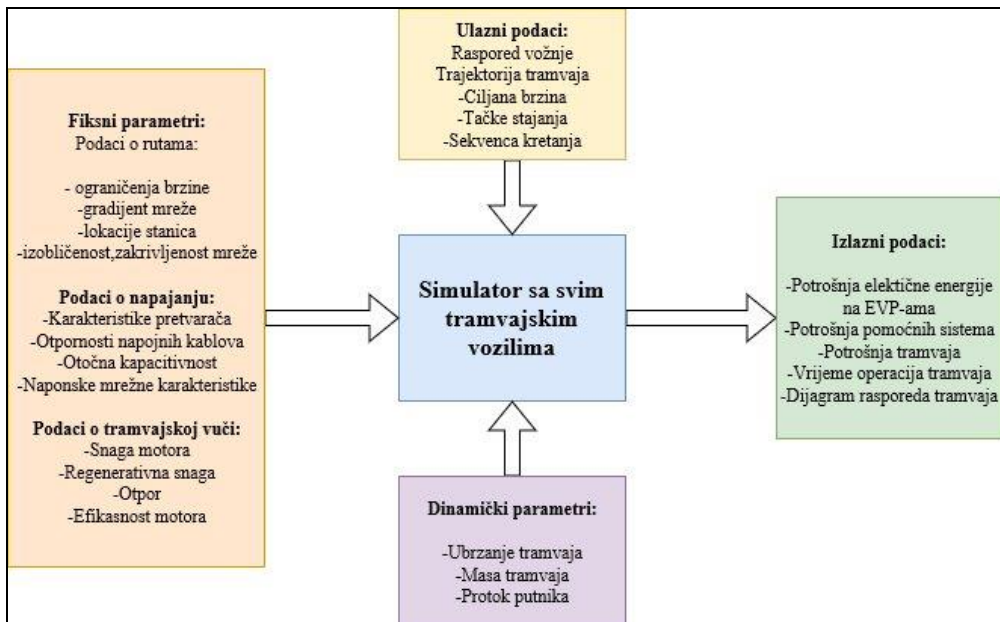 Ulazni podaci:
Raspored vožnje
Trajektorija tramvaja
-Ciljana brzina
-Tačke stajanja
-Sekvenca kretanja
Fiksni parametri:
Podaci o rutama:
- ograničenja brzine
-gradijent mreže
-lokacije stanica
-izobličenost,zakrivljenost mreže
Podaci o napajanju:
-Karakteristike pretvarača
-Otpornosti napojnih kablova
-Otočna kapacitivnost
-Naponske mrežne karakteristike
Podaci o tramvajskoj vuči:
-Snaga motora
-Regenerativna snaga
-Otpor
-Efikasnost motora
Simulator sa svim
tramvajskim
vozilima
Dinamički parametri:
-Ubrzanje tramvaja
-Masa tramvaja
-Protok putnika
Izlazni podaci:
-Potrošnja elektične energije
na EVP-ama
-Potrošnja pomoćnih sistema
-Potrošnja tramvaja
-Vrijeme operacija tramvaja
-Dijagram rasporeda tramvaja